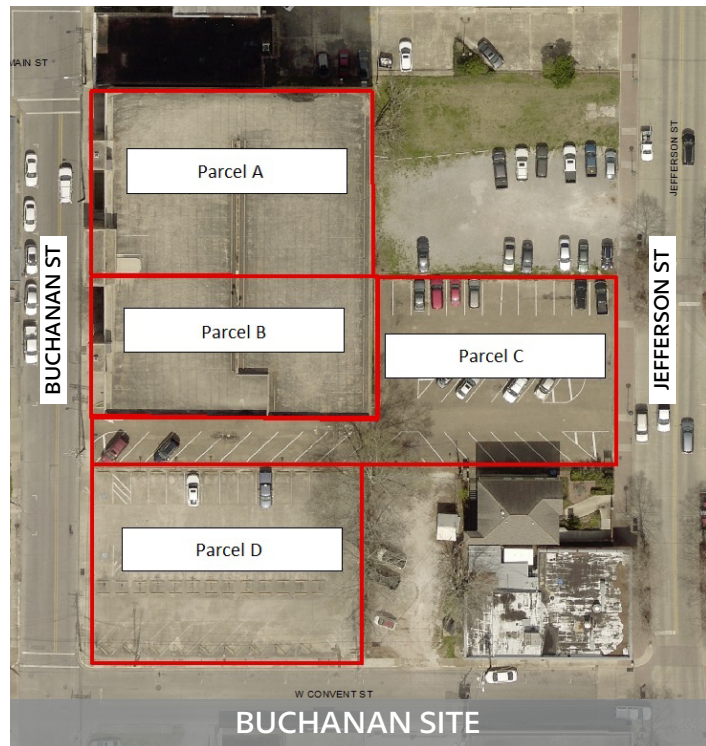 MAIN ST
Parcel A
BUCHANAN ST
JEFFERSON ST
JEFFERSON ST
Parcel B
Parcel C
Parcel D
W CONVENT ST
BUCHANAN SITE